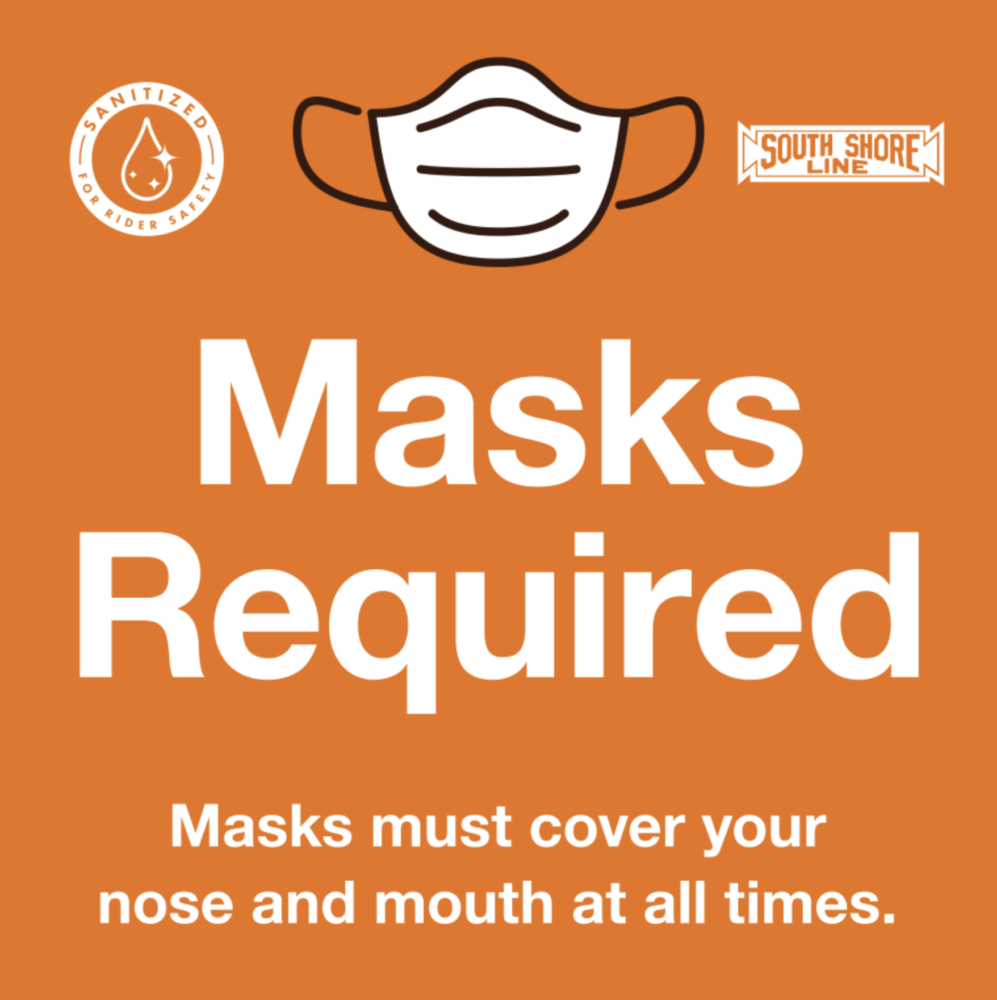 SANITIZED
FOR RIDER SAFETY
SOUTH SHORE
LINE
Masks
Required
Masks must cover your
nose and mouth at all times.